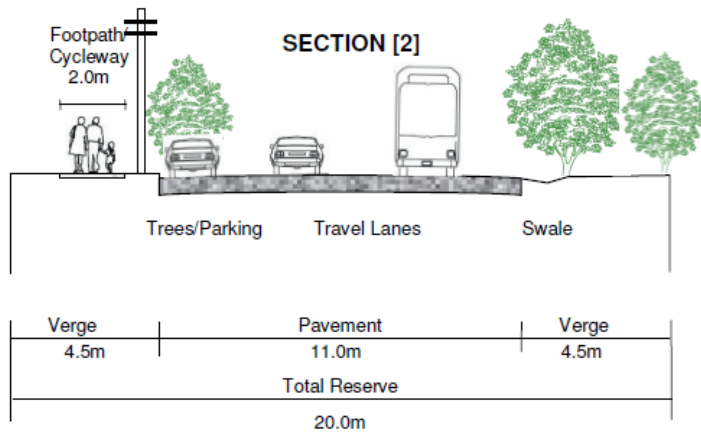 Footpath/
Cycleway
2.0m
SECTION [2]
Trees/Parking Travel Lanes Swale
Verge Pavement Verge
4.5m 11.0m 4.5m
Total Reserve
20.0m